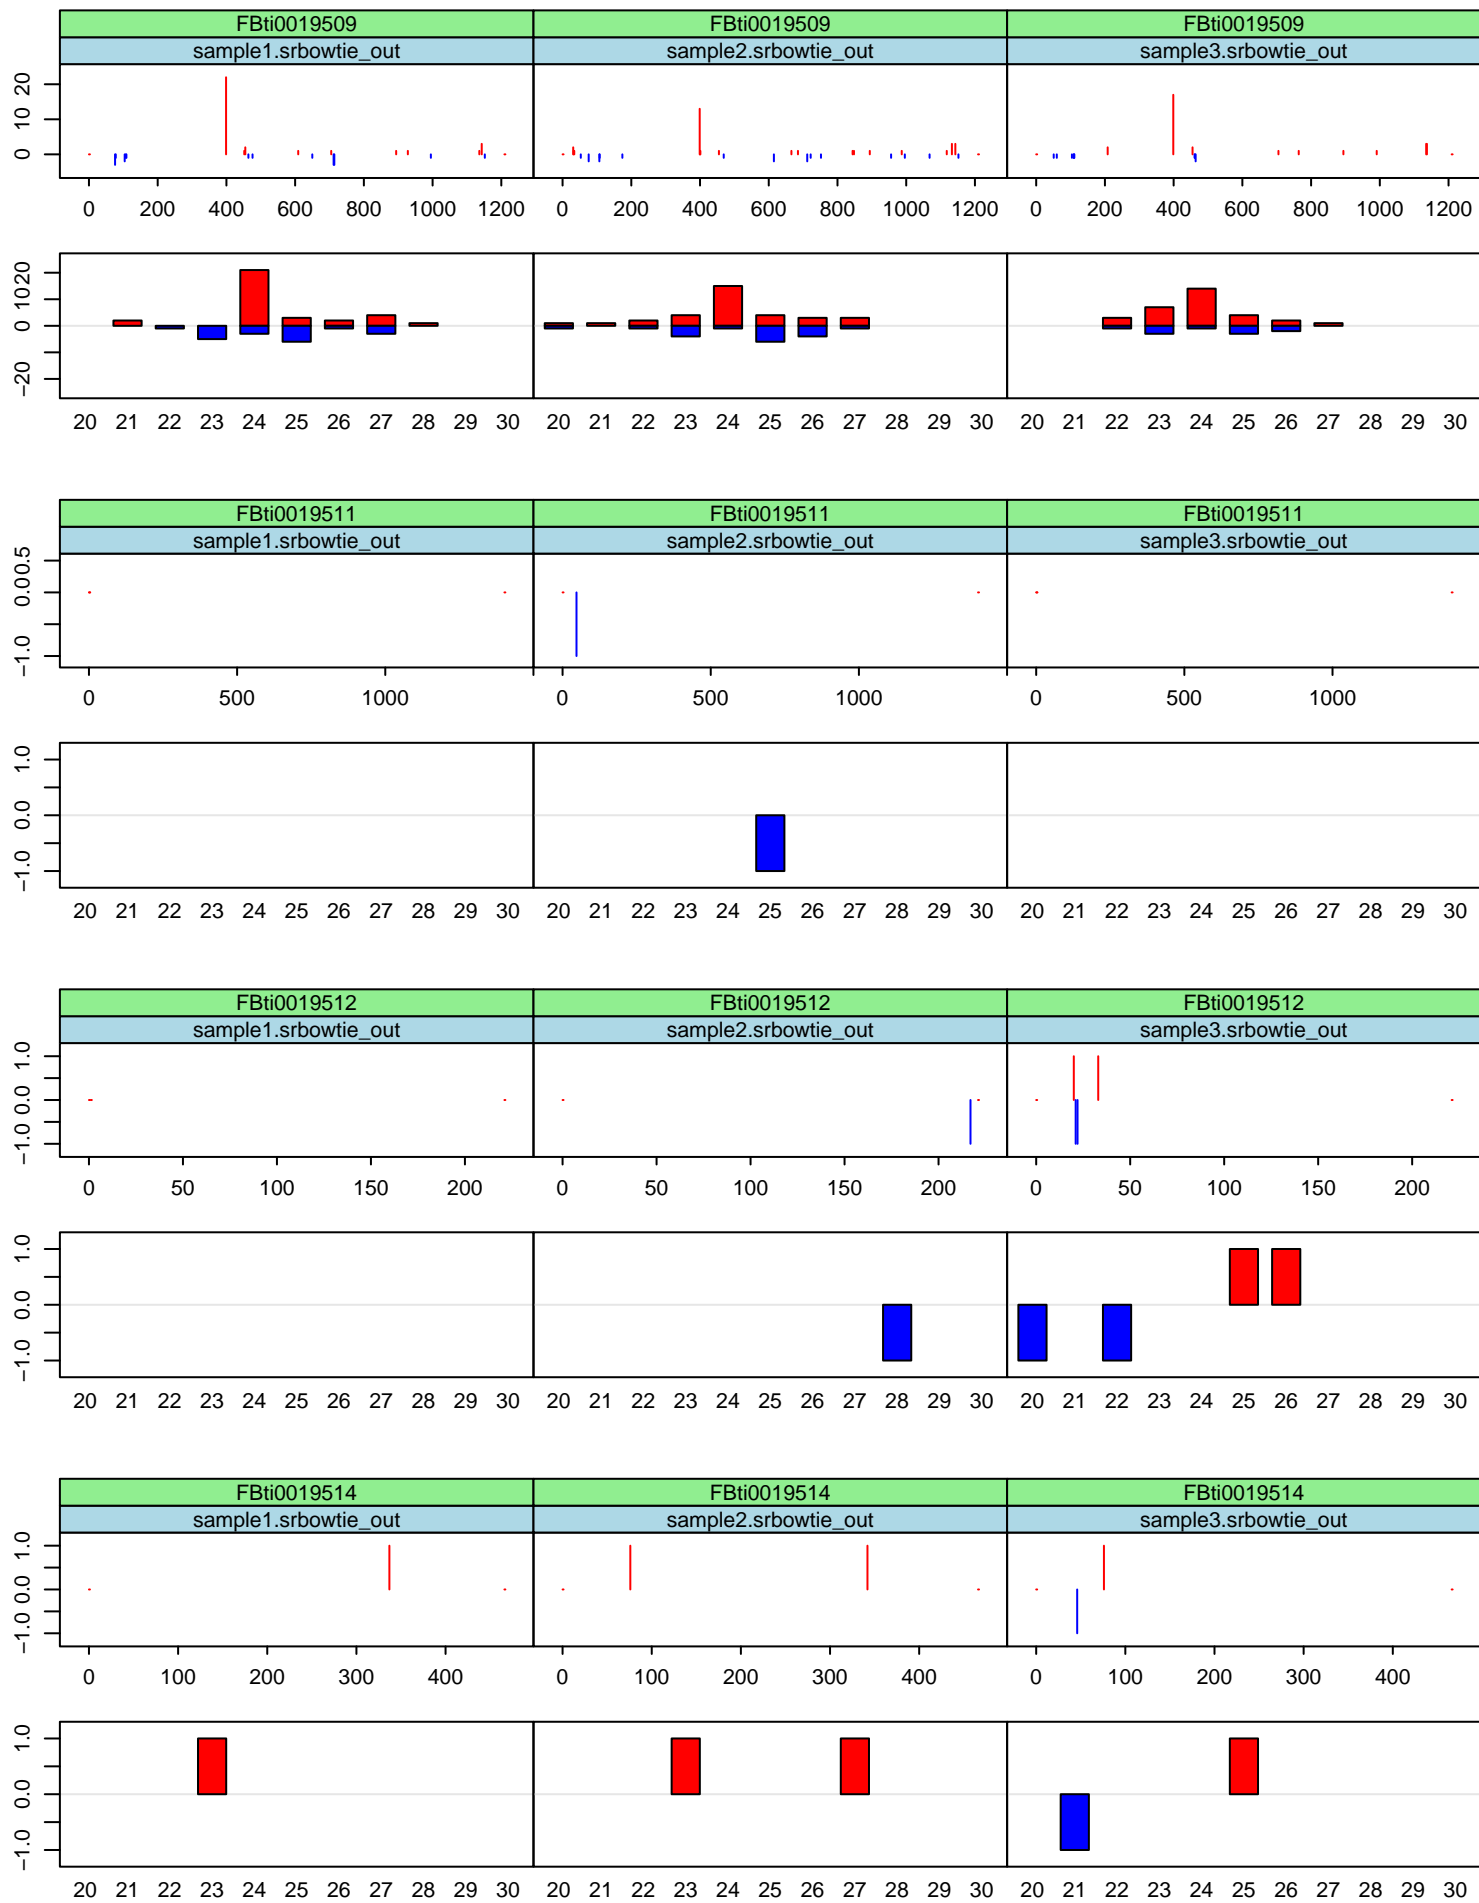 FBti0019509 FBti0019509 FBti0019509
sample1.srbowtie_out sample2.srbowtie_out sample3.srbowtie_out
20
10
0
0 200 400 600 800 1000 1200 0 200 400 600 800 1000 1200 0 200 400 600 800 1000 1200
20
10
0
−20
20 21 22 23 24 25 26 27 28 29 30 20 21 22 23 24 25 26 27 28 29 30 20 21 22 23 24 25 26 27 28 29 30
FBti0019511 FBti0019511 FBti0019511
sample1.srbowtie_out sample2.srbowtie_out sample3.srbowtie_out
0.5
0.0
−1.0
0 500 1000 0 500 1000 0 500 1000
1.0
0.0
−1.0
20 21 22 23 24 25 26 27 28 29 30 20 21 22 23 24 25 26 27 28 29 30 20 21 22 23 24 25 26 27 28 29 30
FBti0019512 FBti0019512 FBti0019512
sample1.srbowtie_out sample2.srbowtie_out sample3.srbowtie_out
1.0
0.0
−1.0
0 50 100 150 200 0 50 100 150 200 0 50 100 150 200
1.0
0.0
−1.0
20 21 22 23 24 25 26 27 28 29 30 20 21 22 23 24 25 26 27 28 29 30 20 21 22 23 24 25 26 27 28 29 30
FBti0019514 FBti0019514 FBti0019514
sample1.srbowtie_out sample2.srbowtie_out sample3.srbowtie_out
1.0
0.0
−1.0
0 100 200 300 400 0 100 200 300 400 0 100 200 300 400
1.0
0.0
−1.0
20 21 22 23 24 25 26 27 28 29 30 20 21 22 23 24 25 26 27 28 29 30 20 21 22 23 24 25 26 27 28 29 30